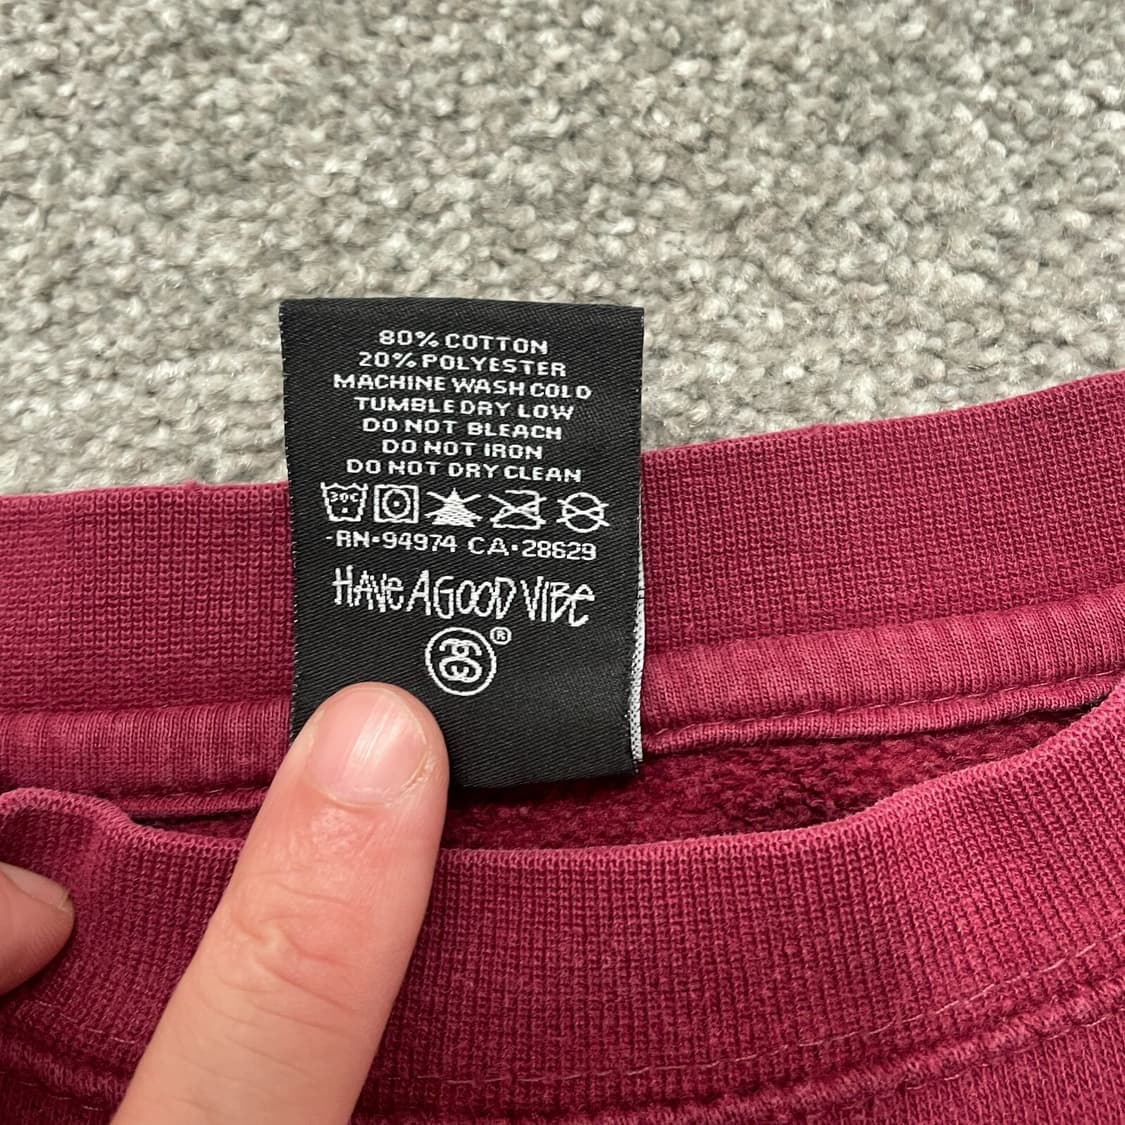 80% COTTON
20% POLYESTER
MACHINE WASH COLD
TUMBLE DRY LOW
DO NOT BLEACH
DO NOT IRON
DO NOT DRY CLEAN
30C
-RN•94974 CA•28629
HAVE A GOOD VIBE
®